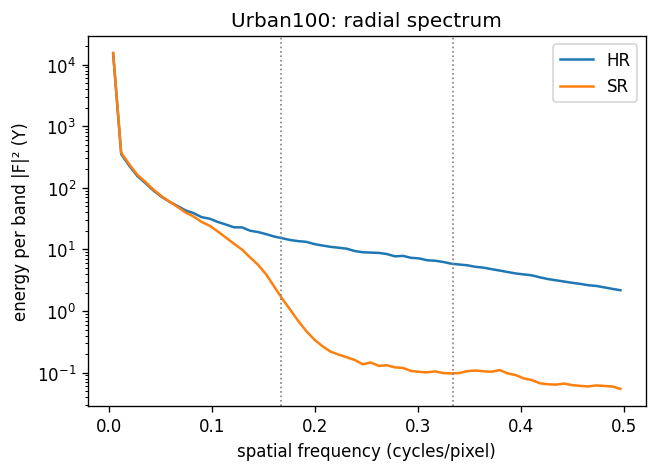 Urban100: radial spectrum
energy per band |F|² (Y)
10⁴
10³
10²
10¹
10⁰
10⁻¹
HR
SR
0.0 0.1 0.2 0.3 0.4 0.5
spatial frequency (cycles/pixel)